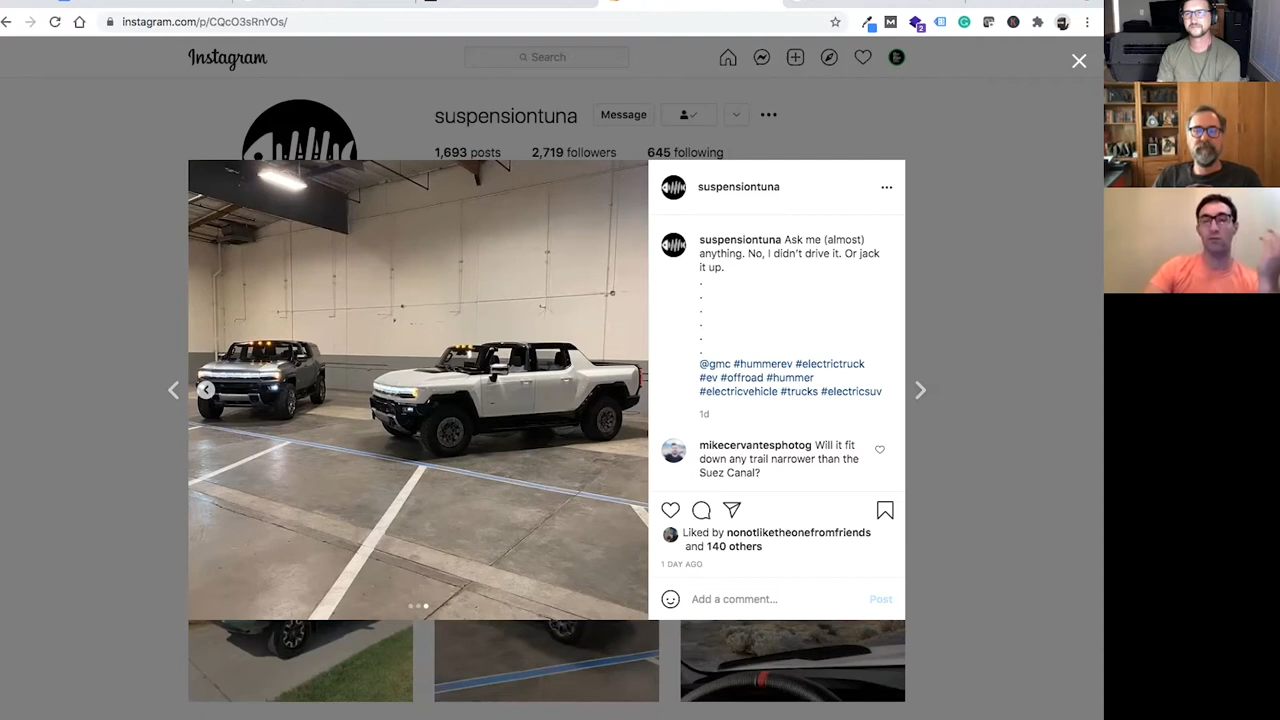 instagram.com/p/CQcO3sRnYOs/
Instagram
Search
suspensiontuna
Message
1,693 posts
2,719 followers
645 following
suspensiontuna
suspensiontuna Ask me (almost)
anything. No, I didn't drive it. Or jack
it up.
.
.
.
.
.
.
@gmc #hummerev #electrictruck
#ev #offroad #hummer
#electricvehicle #trucks #electricsuv
1d
mikecervantesphotog Will it fit
down any trail narrower than the
Suez Canal?
Liked by nonotliketheonefromfriends
and 140 others
1 DAY AGO
Add a comment...
Post